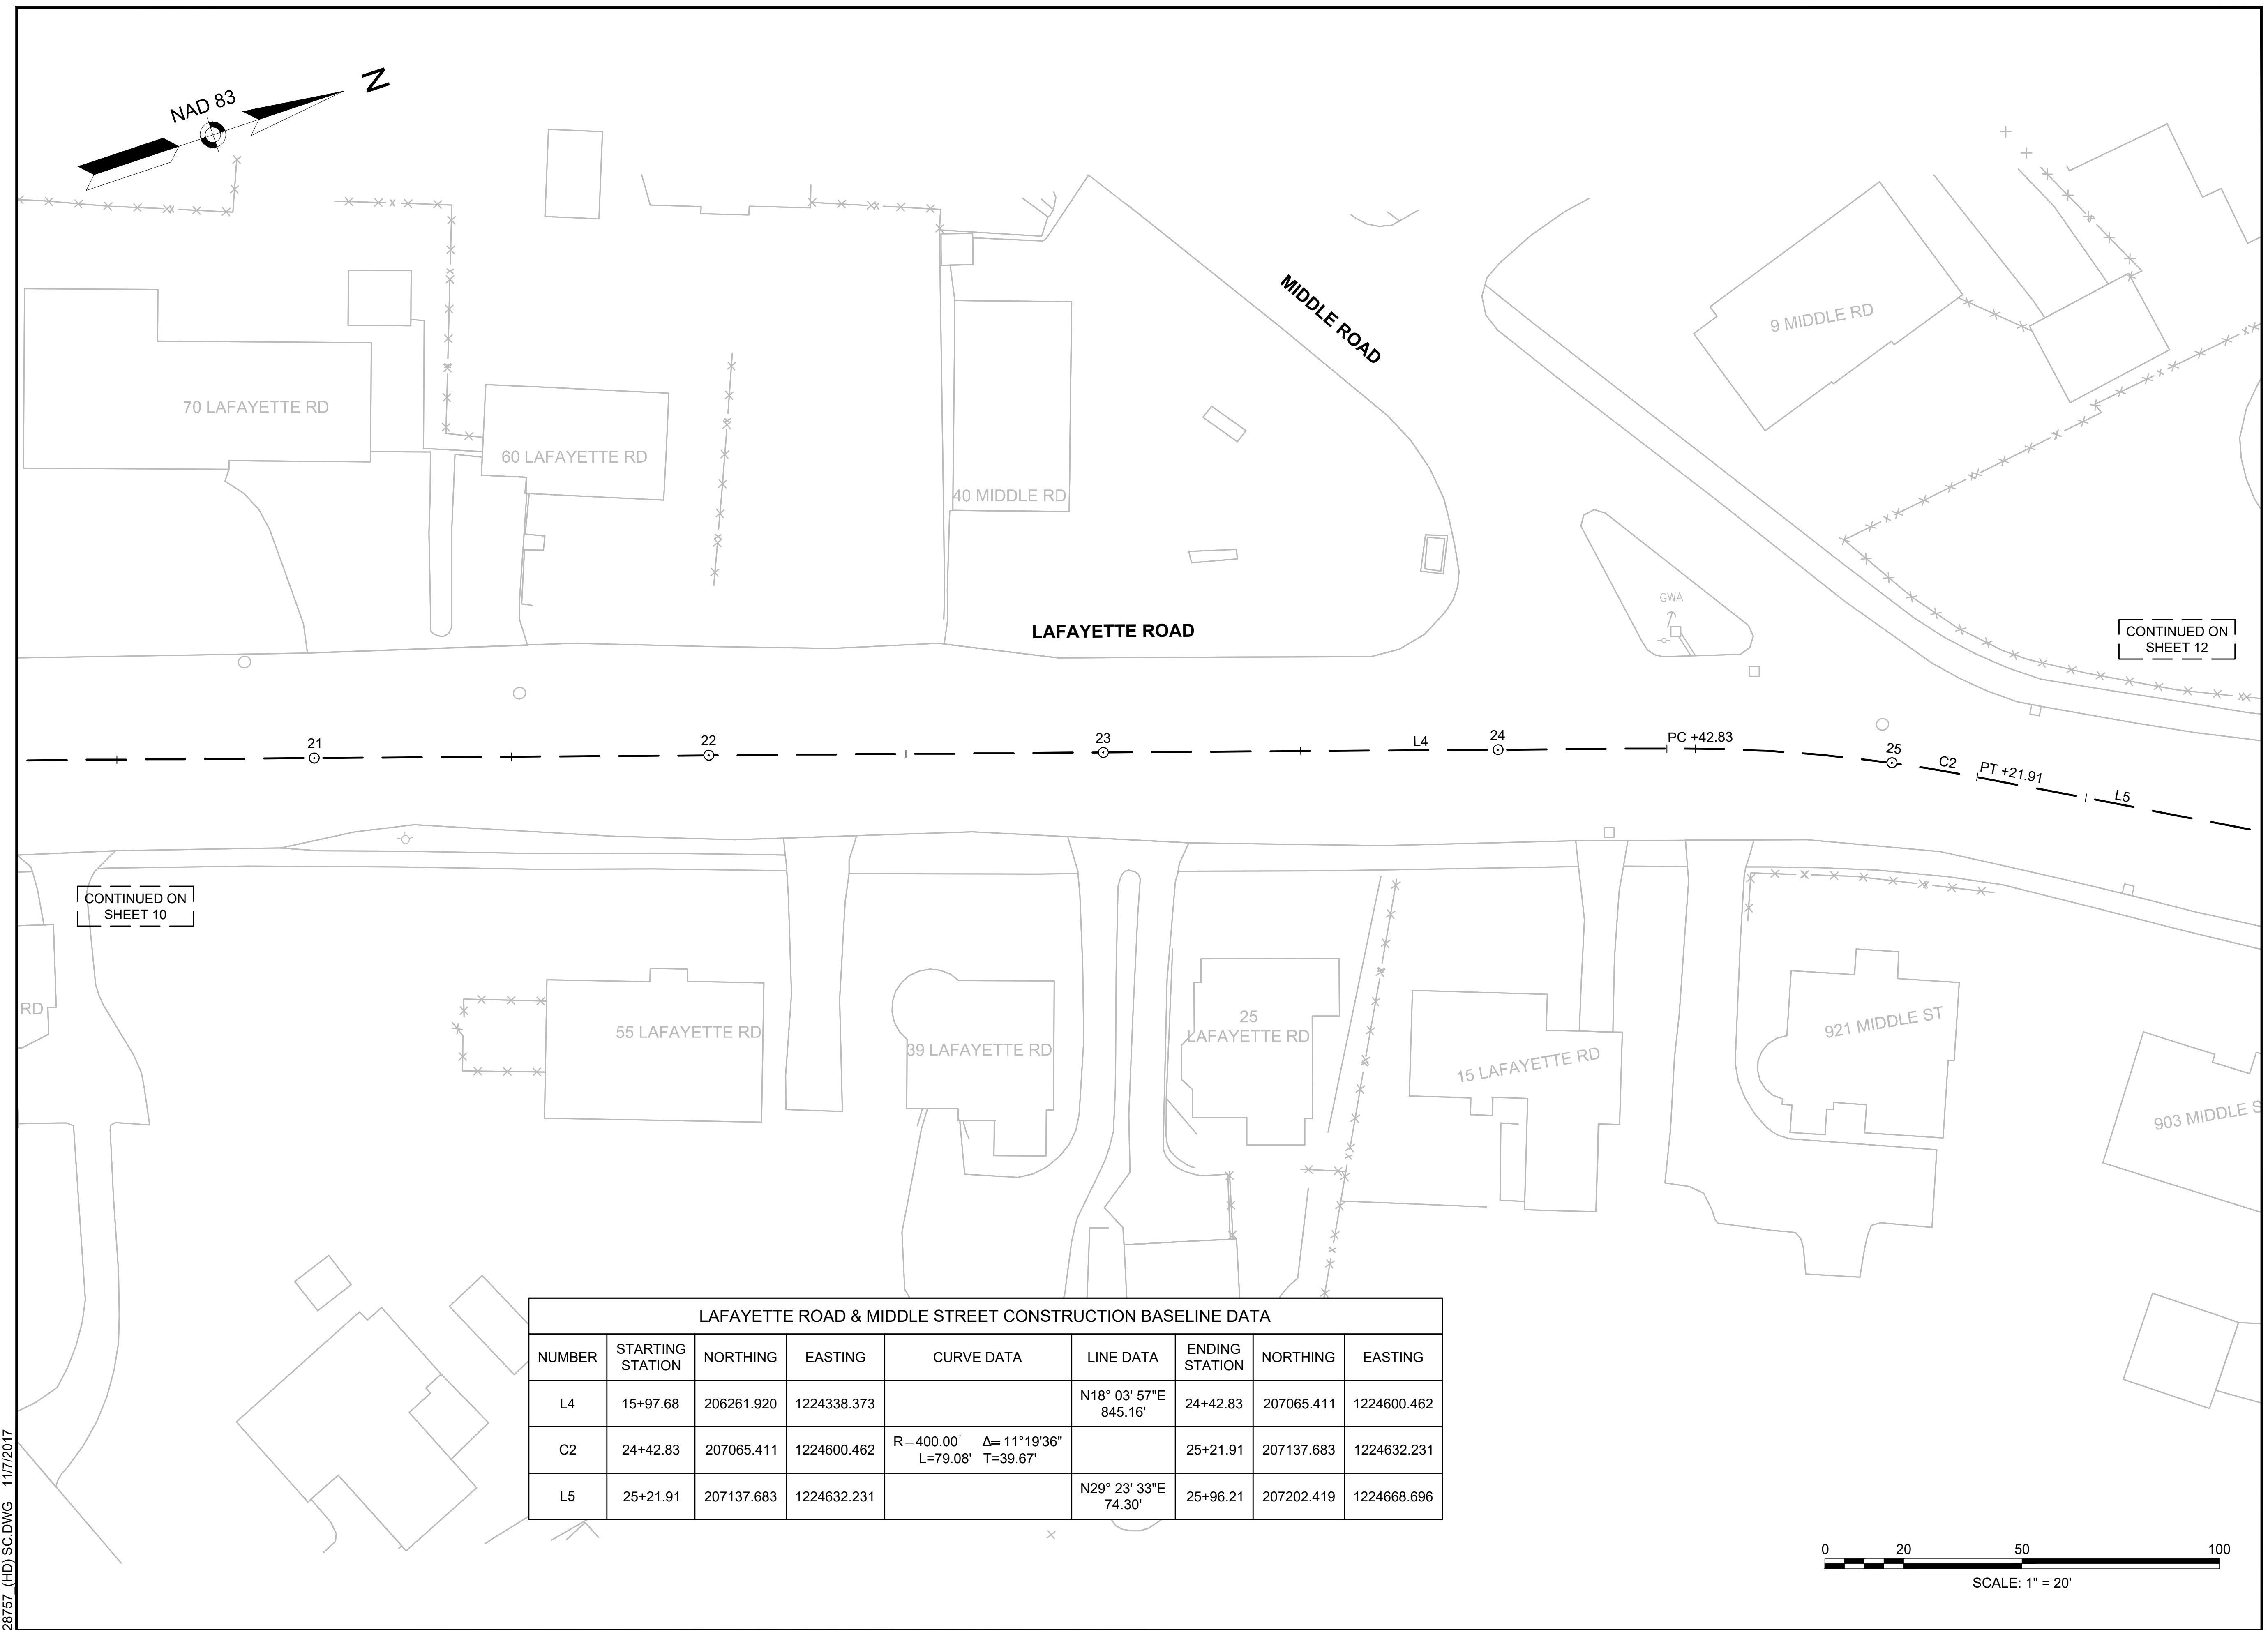 N
NAD 83
MIDDLE ROAD
9 MIDDLE RD
70 LAFAYETTE RD
60 LAFAYETTE RD
40 MIDDLE RD
GWA
LAFAYETTE ROAD
CONTINUED ON
SHEET 12
21
22
23
L4
24
PC +42.83
25
C2
PT +21.91
L5
CONTINUED ON
SHEET 10
RD
55 LAFAYETTE RD
39 LAFAYETTE RD
25
LAFAYETTE RD
15 LAFAYETTE RD
921 MIDDLE ST
903 MIDDLE S
LAFAYETTE ROAD & MIDDLE STREET CONSTRUCTION BASELINE DATA
NUMBER STARTING STATION NORTHING EASTING CURVE DATA LINE DATA ENDING STATION NORTHING EASTING
L4 15+97.68 206261.920 1224338.373 N18° 03' 57"E 845.16' 24+42.83 207065.411 1224600.462
C2 24+42.83 207065.411 1224600.462 R=400.00' Δ=11°19'36" L=79.08' T=39.67' 25+21.91 207137.683 1224632.231
L5 25+21.91 207137.683 1224632.231 N29° 23' 33"E 74.30' 25+96.21 207202.419 1224668.696
0 20 50 100
SCALE: 1" = 20'
28757_(HD) SC.DWG 11/7/2017